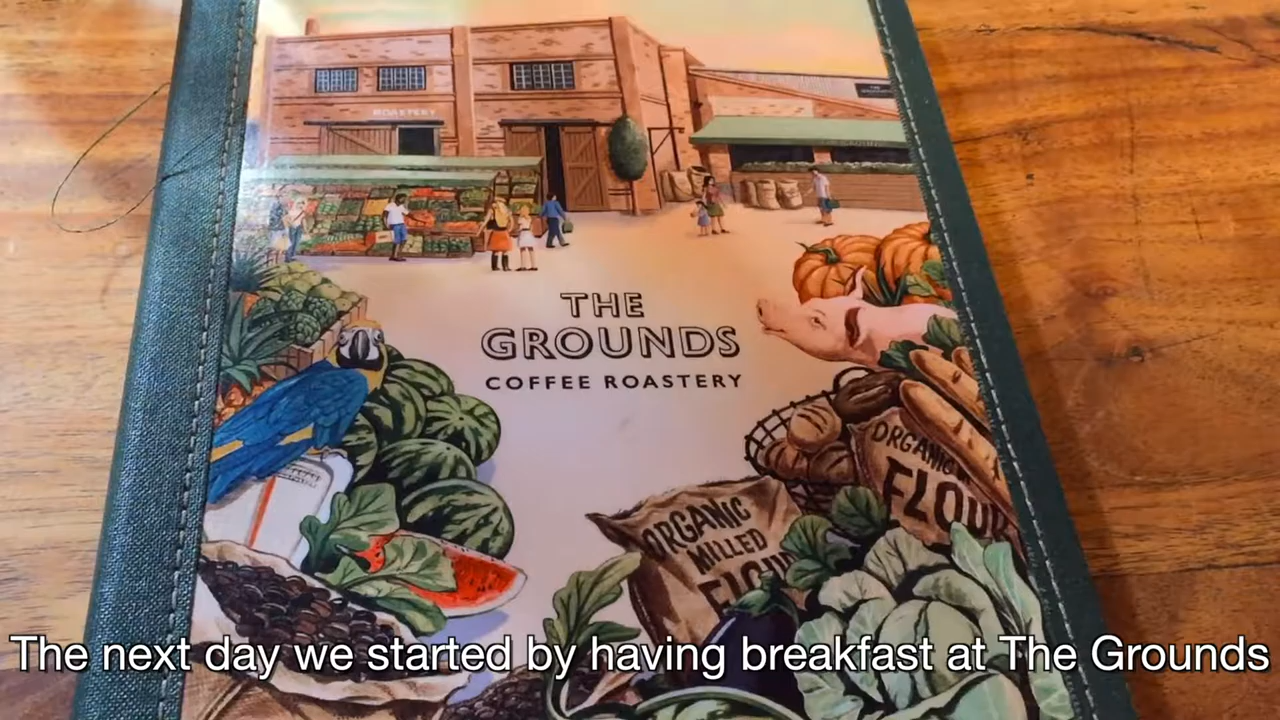 ROASTERY
THE
GROUNDS
COFFEE ROASTERY
ORGANIC
FLOUR
ORGANIC
MILLED
FLOUR
The next day we started by having breakfast at The Grounds